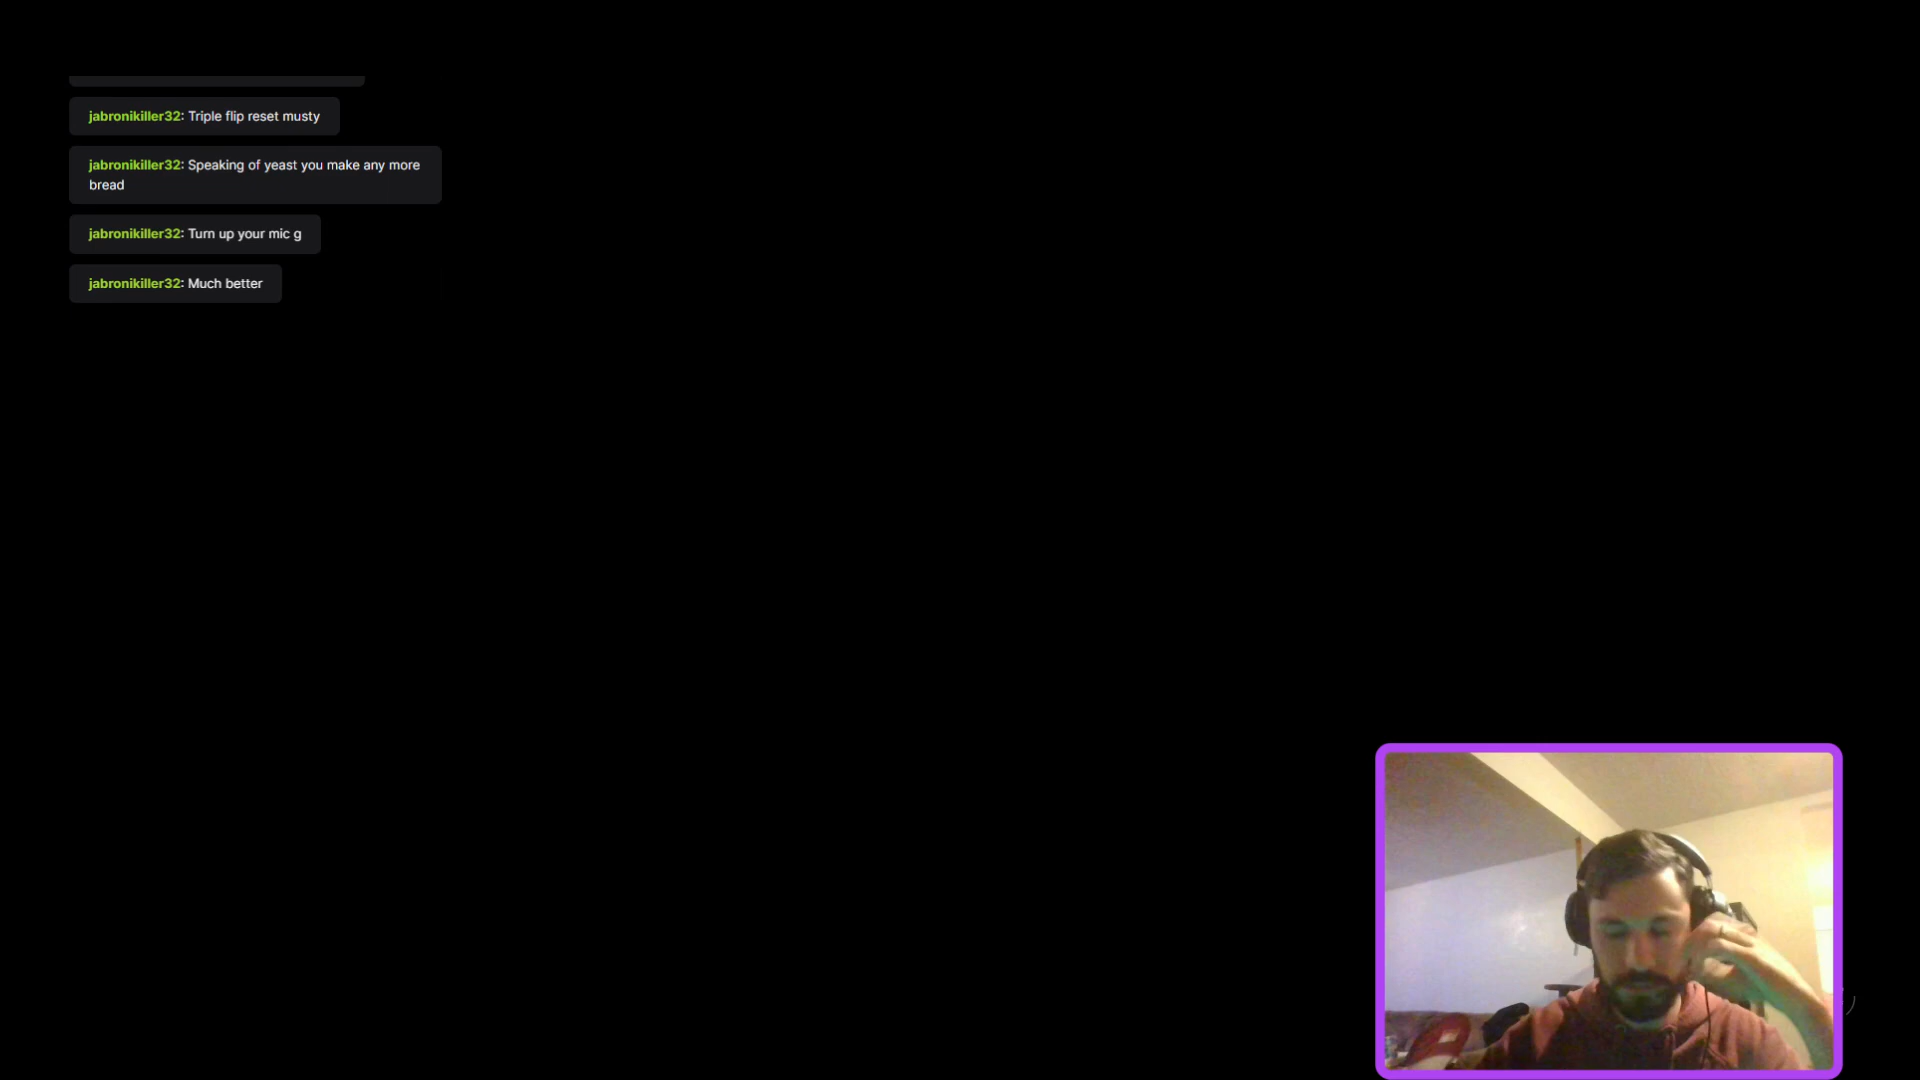 jabronikiller32: Triple flip reset musty
jabronikiller32: Speaking of yeast you make any more
bread
jabronikiller32: Turn up your mic g
jabronikiller32: Much better